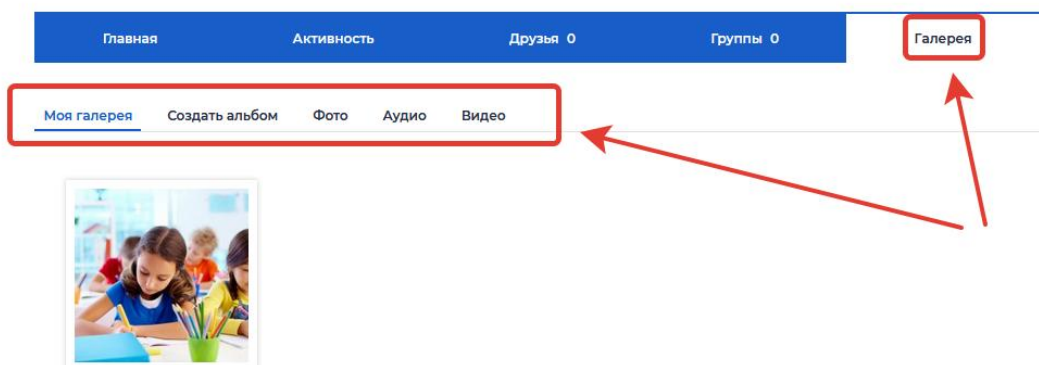 Главная Активность Друзья 0 Группы 0 Галерея
Моя галерея Создать альбом Фото Аудио Видео